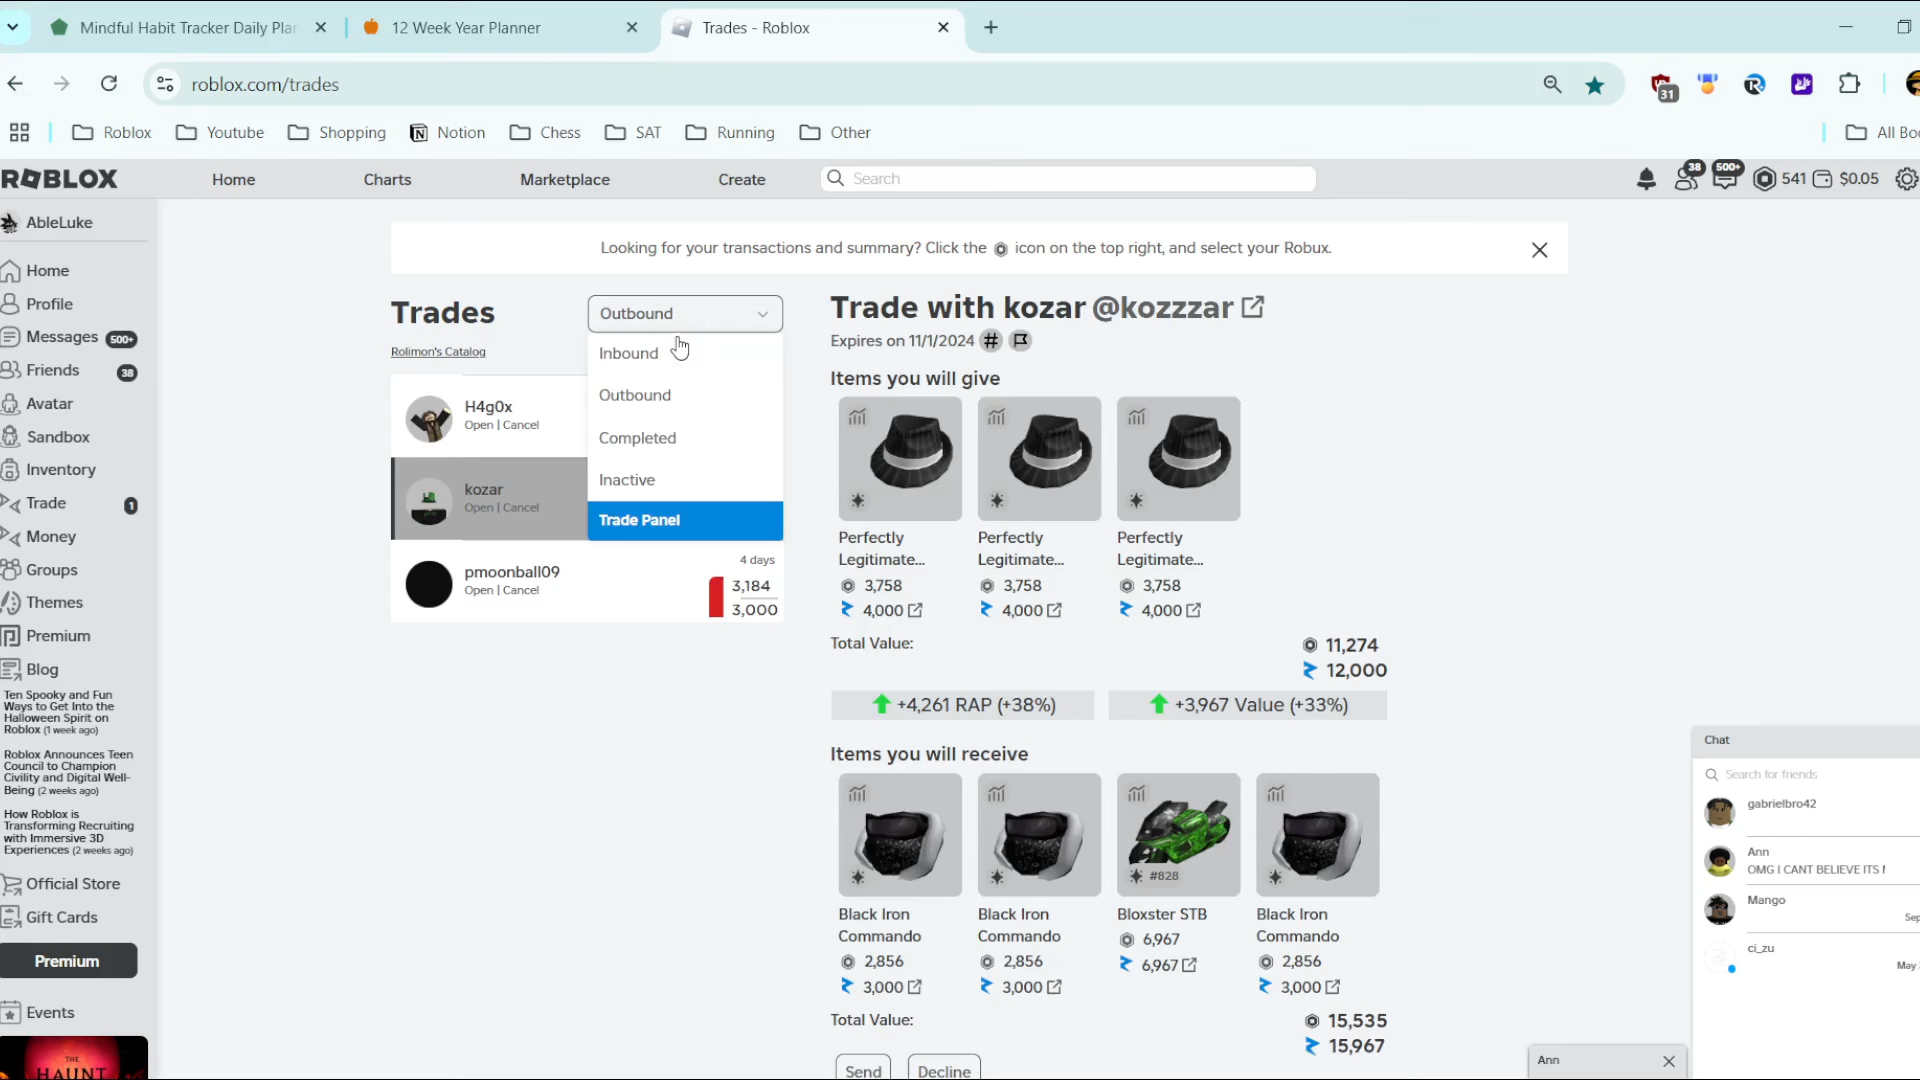 Mindful Habit Tracker Daily Plan
12 Week Year Planner
Trades - Roblox
roblox.com/trades
31
Roblox
Youtube
Shopping
Notion
Chess
SAT
Running
Other
All Boo
ROBLOX
Home
Charts
Marketplace
Create
Search
38
500+
541
$0.05
AbleLuke
Home
Profile
Messages 500+
Friends 38
Avatar
Sandbox
Inventory
Trade 1
Money
Groups
Themes
Premium
Blog
Ten Spooky and Fun
Ways to Get Into the
Halloween Spirit on
Roblox (1 week ago)
Roblox Announces Teen
Council to Champion
Civility and Digital Well-
Being (2 weeks ago)
How Roblox is
Transforming Recruiting
with Immersive 3D
Experiences (2 weeks ago)
Official Store
Gift Cards
Premium
Events
THE
HAUNT
Looking for your transactions and summary? Click the icon on the top right, and select your Robux.
Trades
Outbound
Rolimon's Catalog
Inbound
Outbound
Completed
Inactive
Trade Panel
H4g0x
Open | Cancel
kozar
Open | Cancel
4 days
pmoonball09
Open | Cancel
3,184
3,000
Trade with kozar @kozzzar
Expires on 11/1/2024 #
Items you will give
Perfectly
Legitimate...
3,758
4,000
Perfectly
Legitimate...
3,758
4,000
Perfectly
Legitimate...
3,758
4,000
Total Value:
11,274
12,000
+4,261 RAP (+38%)
+3,967 Value (+33%)
Items you will receive
Black Iron
Commando
2,856
3,000
Black Iron
Commando
2,856
3,000
#828
Bloxster STB
6,967
6,967
Black Iron
Commando
2,856
3,000
Total Value:
15,535
15,967
Send
Decline
Chat
Search for friends
gabrielbro42
Ann
OMG I CANT BELIEVE ITS
Mango
Sep
ci_zu
May
Ann